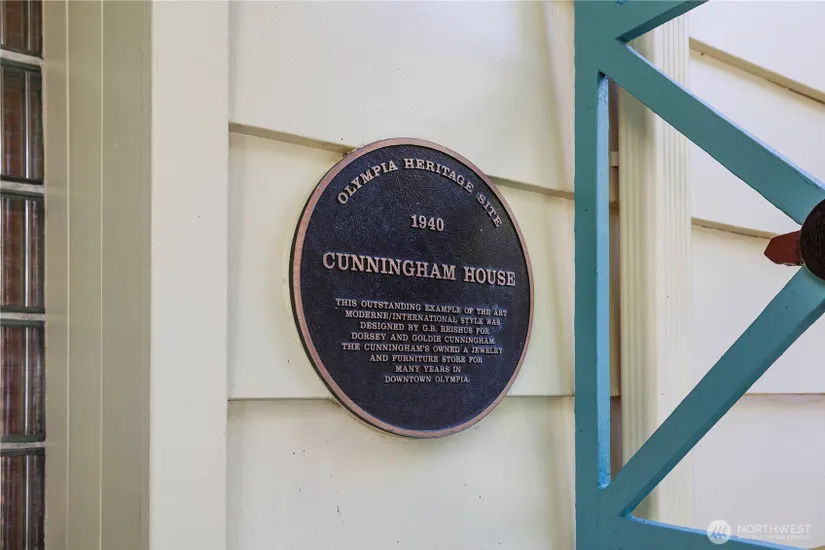 OLYMPIA HERITAGE SITE
1940
CUNNINGHAM HOUSE
THIS OUTSTANDING EXAMPLE OF THE ART
MODERNE/INTERNATIONAL STYLE WAS
DESIGNED BY G.B. REISHUS FOR
DORSEY AND GOLDIE CUNNINGHAM.
THE CUNNINGHAM'S OWNED A JEWELRY
AND FURNITURE STORE FOR
MANY YEARS IN
DOWNTOWN OLYMPIA.
NORTHWEST